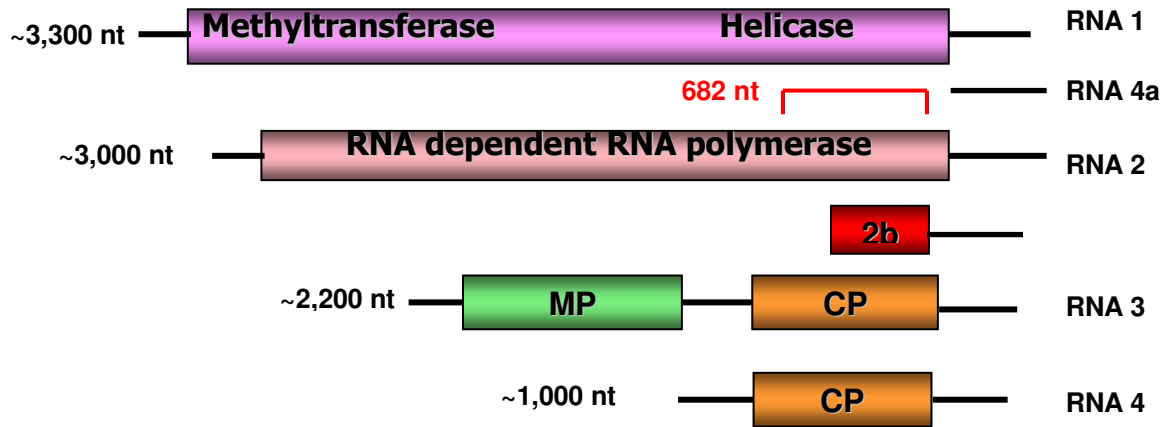 ~3,300 nt Methyltransferase Helicase RNA 1
682 nt RNA 4a
~3,000 nt RNA dependent RNA polymerase RNA 2
2b
~2,200 nt MP CP RNA 3
~1,000 nt CP RNA 4